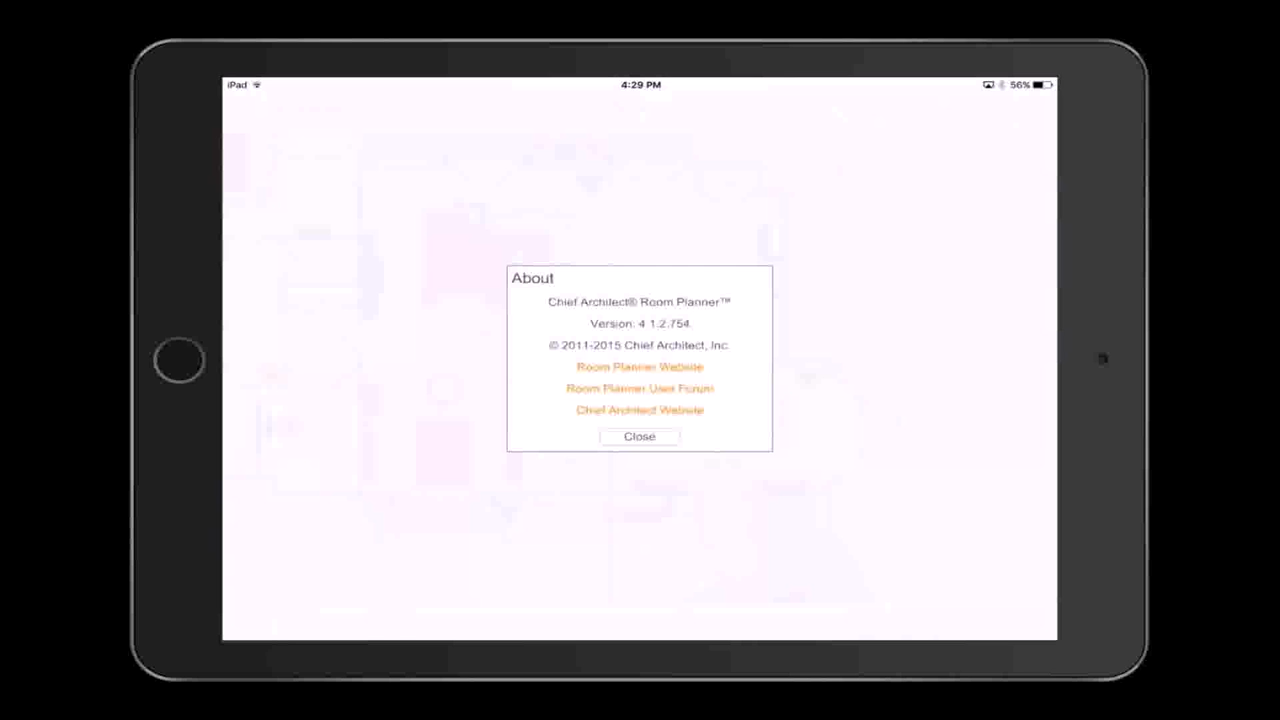 iPad 4:29 PM 56%
About
Chief Architect® Room Planner™
Version: 4.1.2.754
© 2011-2015 Chief Architect, Inc.
Room Planner Website
Room Planner User Forum
Chief Architect Website
Close